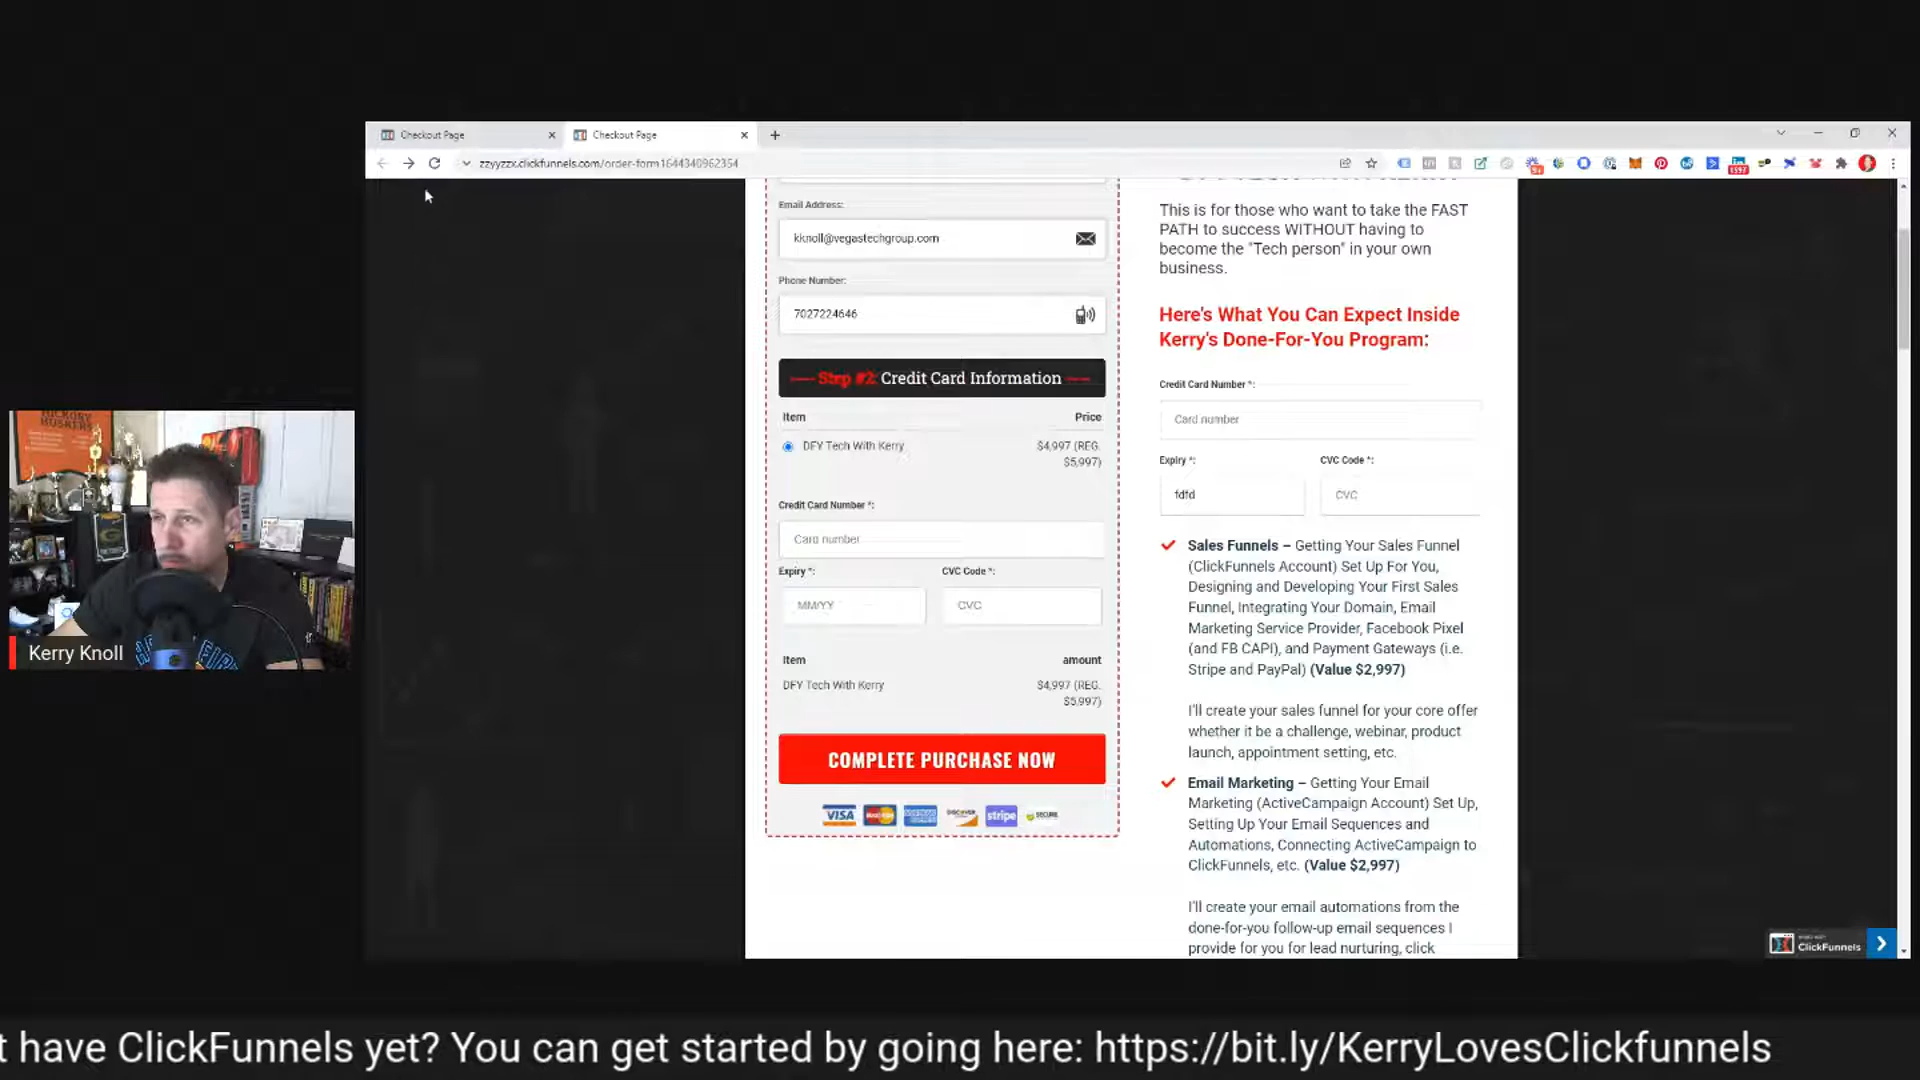 Checkout Page
Checkout Page
zzyyzzx.clickfunnels.com/order-form1644340962354
Email Address:
kknoll@vegastechgroup.com
Phone Number:
7027224646
Step #2: Credit Card Information
Item Price
DFY Tech With Kerry $4,997 (REG.
$5,997)
Credit Card Number *:
Card number
Expiry *: CVC Code *:
MM/YY CVC
Item amount
DFY Tech With Kerry $4,997 (REG.
$5,997)
COMPLETE PURCHASE NOW
VISA
DISCOVER
stripe
SECURE
This is for those who want to take the FAST
PATH to success WITHOUT having to
become the "Tech person" in your own
business.
Here's What You Can Expect Inside
Kerry's Done-For-You Program:
Credit Card Number *:
Card number
Expiry *: CVC Code *:
fdfd CVC
Sales Funnels – Getting Your Sales Funnel
(ClickFunnels Account) Set Up For You,
Designing and Developing Your First Sales
Funnel, Integrating Your Domain, Email
Marketing Service Provider, Facebook Pixel
(and FB CAPI), and Payment Gateways (i.e.
Stripe and PayPal) (Value $2,997)
I'll create your sales funnel for your core offer
whether it be a challenge, webinar, product
launch, appointment setting, etc.
Email Marketing – Getting Your Email
Marketing (ActiveCampaign Account) Set Up,
Setting Up Your Email Sequences and
Automations, Connecting ActiveCampaign to
ClickFunnels, etc. (Value $2,997)
I'll create your email automations from the
done-for-you follow-up email sequences I
provide for you for lead nurturing, click
ClickFunnels
HICKORY
HUSKERS
Kerry Knoll
t have ClickFunnels yet? You can get started by going here: https://bit.ly/KerryLovesClickfunnels